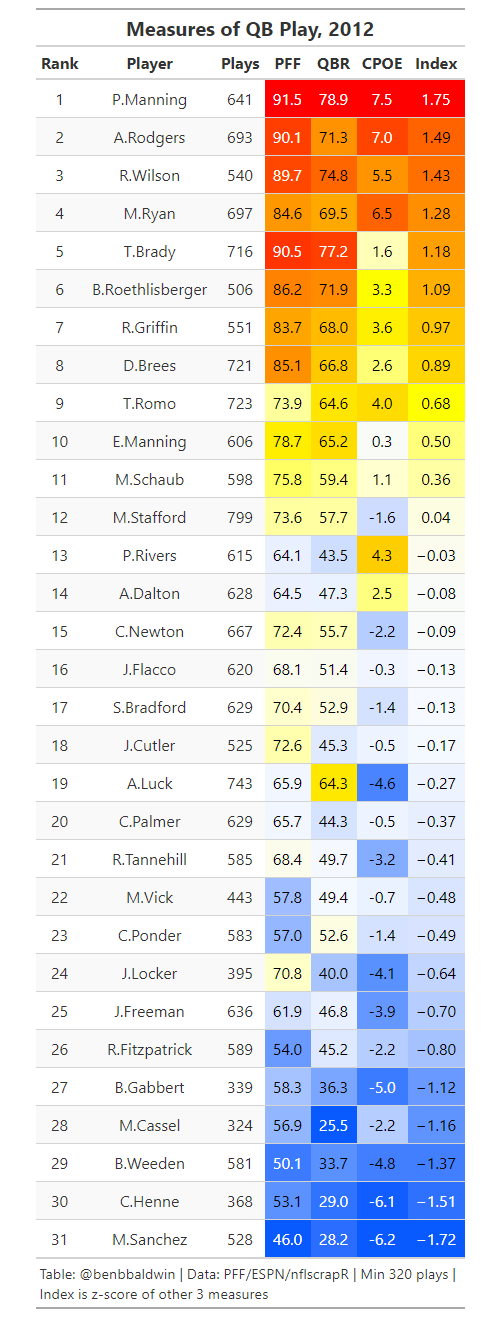 Measures of QB Play, 2012
Rank Player Plays PFF QBR CPOE Index
1 P.Manning 641 91.5 78.9 7.5 1.75
2 A.Rodgers 693 90.1 71.3 7.0 1.49
3 R.Wilson 540 89.7 74.8 5.5 1.43
4 M.Ryan 697 84.6 69.5 6.5 1.28
5 T.Brady 716 90.5 77.2 1.6 1.18
6 B.Roethlisberger 506 86.2 71.9 3.3 1.09
7 R.Griffin 551 83.7 68.0 3.6 0.97
8 D.Brees 721 85.1 66.8 2.6 0.89
9 T.Romo 723 73.9 64.6 4.0 0.68
10 E.Manning 606 78.7 65.2 0.3 0.50
11 M.Schaub 598 75.8 59.4 1.1 0.36
12 M.Stafford 799 73.6 57.7 -1.6 0.04
13 P.Rivers 615 64.1 43.5 4.3 −0.03
14 A.Dalton 628 64.5 47.3 2.5 −0.08
15 C.Newton 667 72.4 55.7 -2.2 −0.09
16 J.Flacco 620 68.1 51.4 -0.3 −0.13
17 S.Bradford 629 70.4 52.9 -1.4 −0.13
18 J.Cutler 525 72.6 45.3 -0.5 −0.17
19 A.Luck 743 65.9 64.3 -4.6 −0.27
20 C.Palmer 629 65.7 44.3 -0.5 −0.37
21 R.Tannehill 585 68.4 49.7 -3.2 −0.41
22 M.Vick 443 57.8 49.4 -0.7 −0.48
23 C.Ponder 583 57.0 52.6 -1.4 −0.49
24 J.Locker 395 70.8 40.0 -4.1 −0.64
25 J.Freeman 636 61.9 46.8 -3.9 −0.70
26 R.Fitzpatrick 589 54.0 45.2 -2.2 −0.80
27 B.Gabbert 339 58.3 36.3 -5.0 −1.12
28 M.Cassel 324 56.9 25.5 -2.2 −1.16
29 B.Weeden 581 50.1 33.7 -4.8 −1.37
30 C.Henne 368 53.1 29.0 -6.1 −1.51
31 M.Sanchez 528 46.0 28.2 -6.2 −1.72
Table: @benbbaldwin | Data: PFF/ESPN/nflscrapR | Min 320 plays |
Index is z-score of other 3 measures